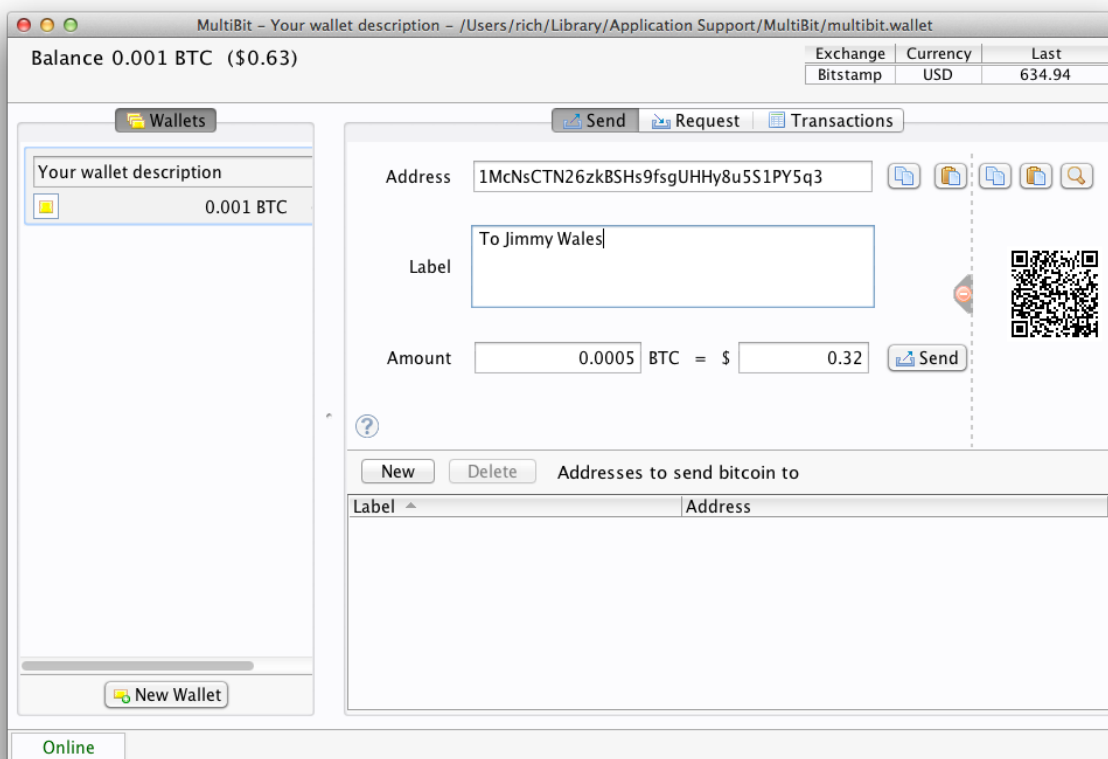 MultiBit – Your wallet description – /Users/rich/Library/Application Support/MultiBit/multibit.wallet
Balance 0.001 BTC ($0.63)
Exchange Currency Last
Bitstamp USD 634.94
Wallets
Your wallet description
0.001 BTC
New Wallet
Send Request Transactions
Address 1McNsCTN26zkBSHs9fsgUHHy8u5S1PY5q3
Label To Jimmy Wales
Amount 0.0005 BTC = $ 0.32 Send
?
New Delete Addresses to send bitcoin to
Label Address
Online